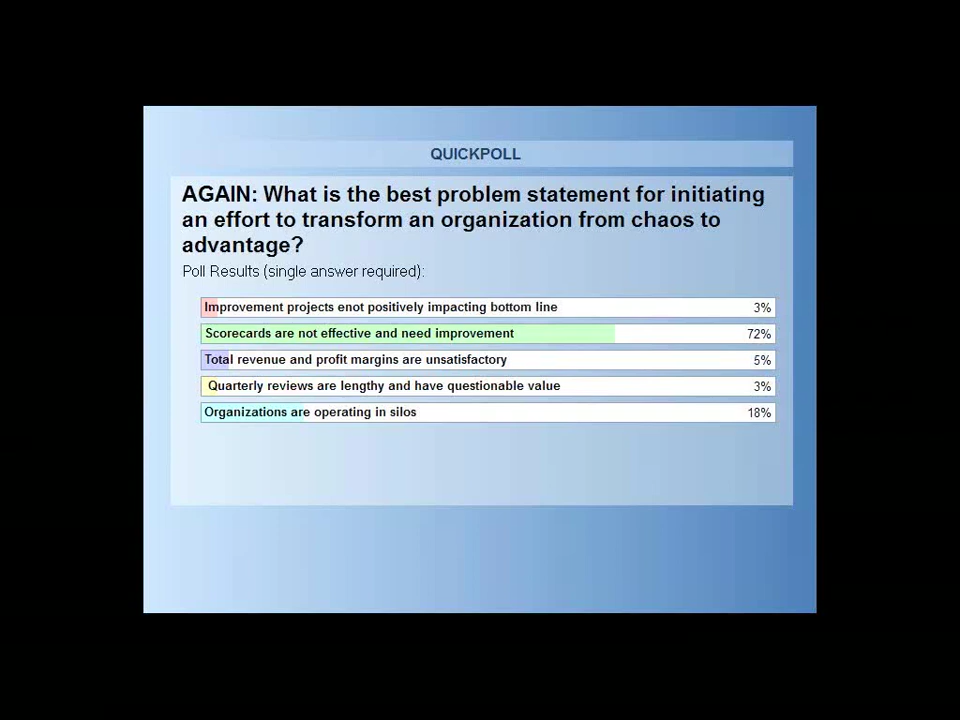 QUICKPOLL
AGAIN: What is the best problem statement for initiating
an effort to transform an organization from chaos to
advantage?
Poll Results (single answer required):
Improvement projects enot positively impacting bottom line 3%
Scorecards are not effective and need improvement 72%
Total revenue and profit margins are unsatisfactory 5%
Quarterly reviews are lengthy and have questionable value 3%
Organizations are operating in silos 18%